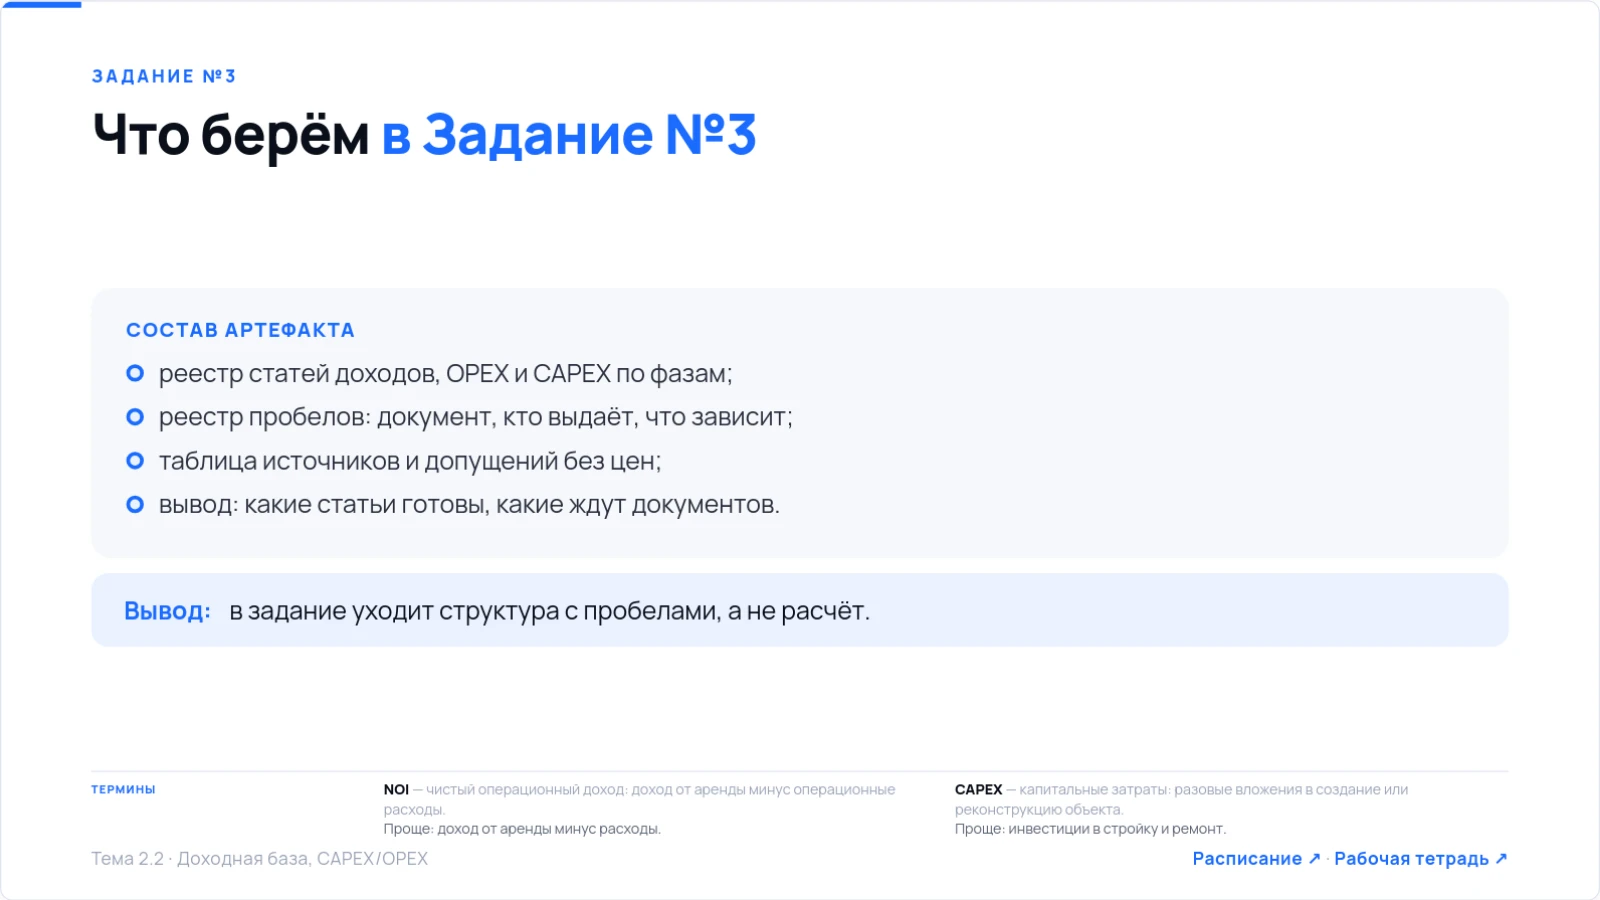 ЗАДАНИЕ №3
Что берём в Задание №3
СОСТАВ АРТЕФАКТА
реестр статей доходов, OPEX и CAPEX по фазам;
реестр пробелов: документ, кто выдаёт, что зависит;
таблица источников и допущений без цен;
вывод: какие статьи готовы, какие ждут документов.
Вывод: в задание уходит структура с пробелами, а не расчёт.
ТЕРМИНЫ
NOI — чистый операционный доход: доход от аренды минус операционные
расходы.
Проще: доход от аренды минус расходы.
CAPEX — капитальные затраты: разовые вложения в создание или
реконструкцию объекта.
Проще: инвестиции в стройку и ремонт.
Тема 2.2 · Доходная база, CAPEX/OPEX
Расписание ↗ · Рабочая тетрадь ↗